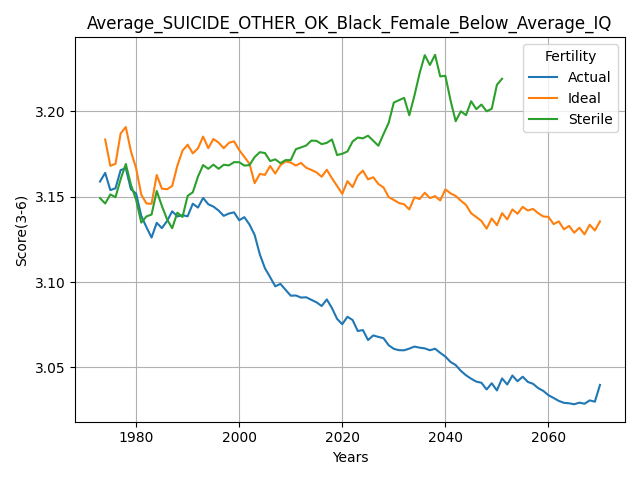 Average_SUICIDE_OTHER_OK_Black_Female_Below_Average_IQ
Fertility
Actual
Ideal
Sterile
Score(3-6)
3.20
3.15
3.10
3.05
1980
2000
2020
2040
2060
Years